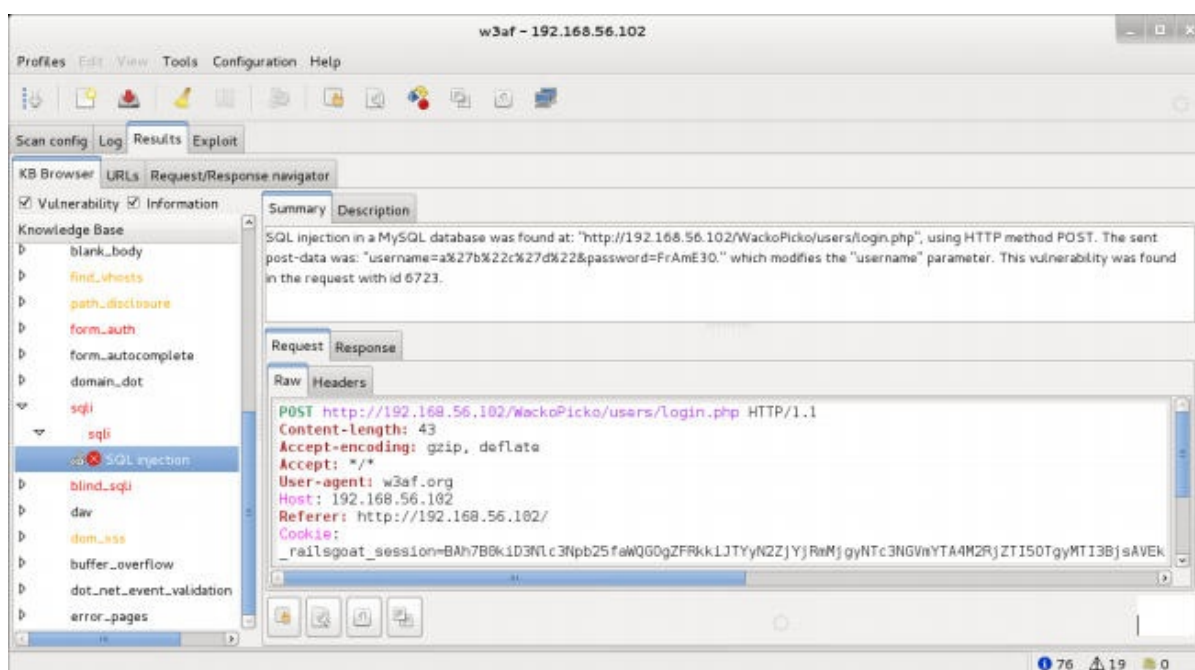 w3af - 192.168.56.102
Profiles Edit View Tools Configuration Help
Scan config Log Results Exploit
KB Browser URLs Request/Response navigator
Vulnerability Information
Knowledge Base
blank_body
find_vhosts
path_disclosure
form_auth
form_autocomplete
domain_dot
sqli
sqli
SQL injection
blind_sqli
dav
dom_xss
buffer_overflow
dot_net_event_validation
error_pages
Summary Description
SQL injection in a MySQL database was found at: "http://192.168.56.102/WackoPicko/users/login.php", using HTTP method POST. The sent
post-data was: "username=a%27b%22c%27d%22&password=FrAmE30." which modifies the "username" parameter. This vulnerability was found
in the request with id 6723.
Request Response
Raw Headers
POST http://192.168.56.102/WackoPicko/users/login.php HTTP/1.1
Content-length: 43
Accept-encoding: gzip, deflate
Accept: */*
User-agent: w3af.org
Host: 192.168.56.102
Referer: http://192.168.56.102/
Cookie:
76 19 0